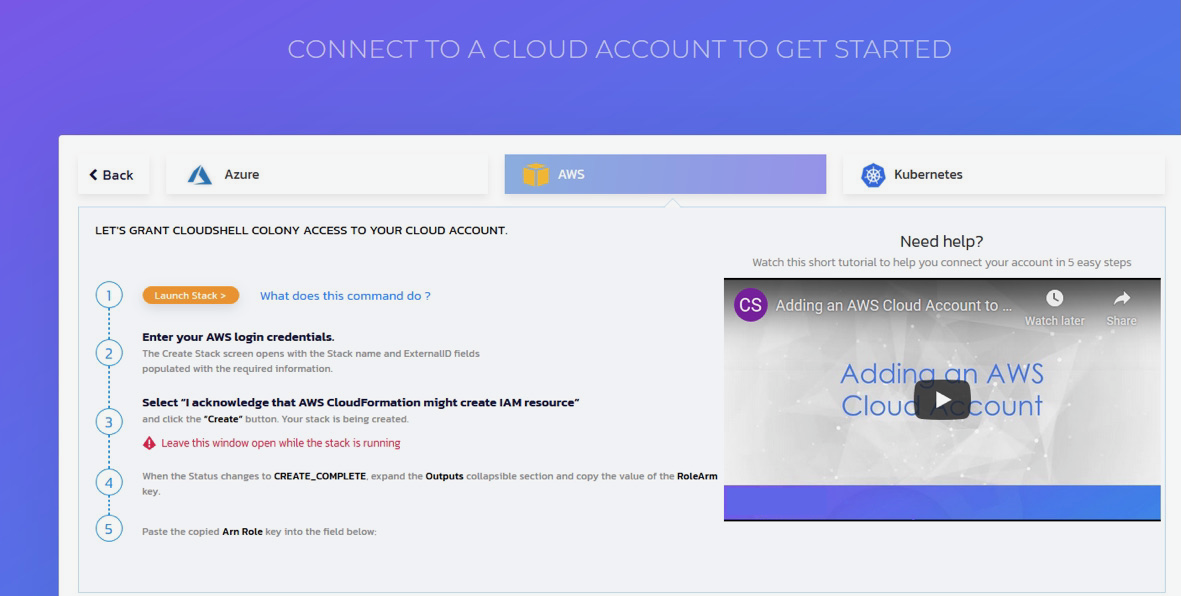 CONNECT TO A CLOUD ACCOUNT TO GET STARTED
Back
Azure
AWS
Kubernetes
LET'S GRANT CLOUDSHELL COLONY ACCESS TO YOUR CLOUD ACCOUNT.
1
Launch Stack >
What does this command do ?
2
Enter your AWS login credentials.
The Create Stack screen opens with the Stack name and ExternalID fields
populated with the required information.
3
Select "I acknowledge that AWS CloudFormation might create IAM resource"
and click the "Create" button. Your stack is being created.
Leave this window open while the stack is running
4
When the Status changes to CREATE_COMPLETE, expand the Outputs collapsible section and copy the value of the RoleArm
key.
5
Paste the copied Arn Role key into the field below:
Need help?
Watch this short tutorial to help you connect your account in 5 easy steps
CS
Adding an AWS Cloud Account to ...
Watch later
Share
Adding an AWS
Cloud Account